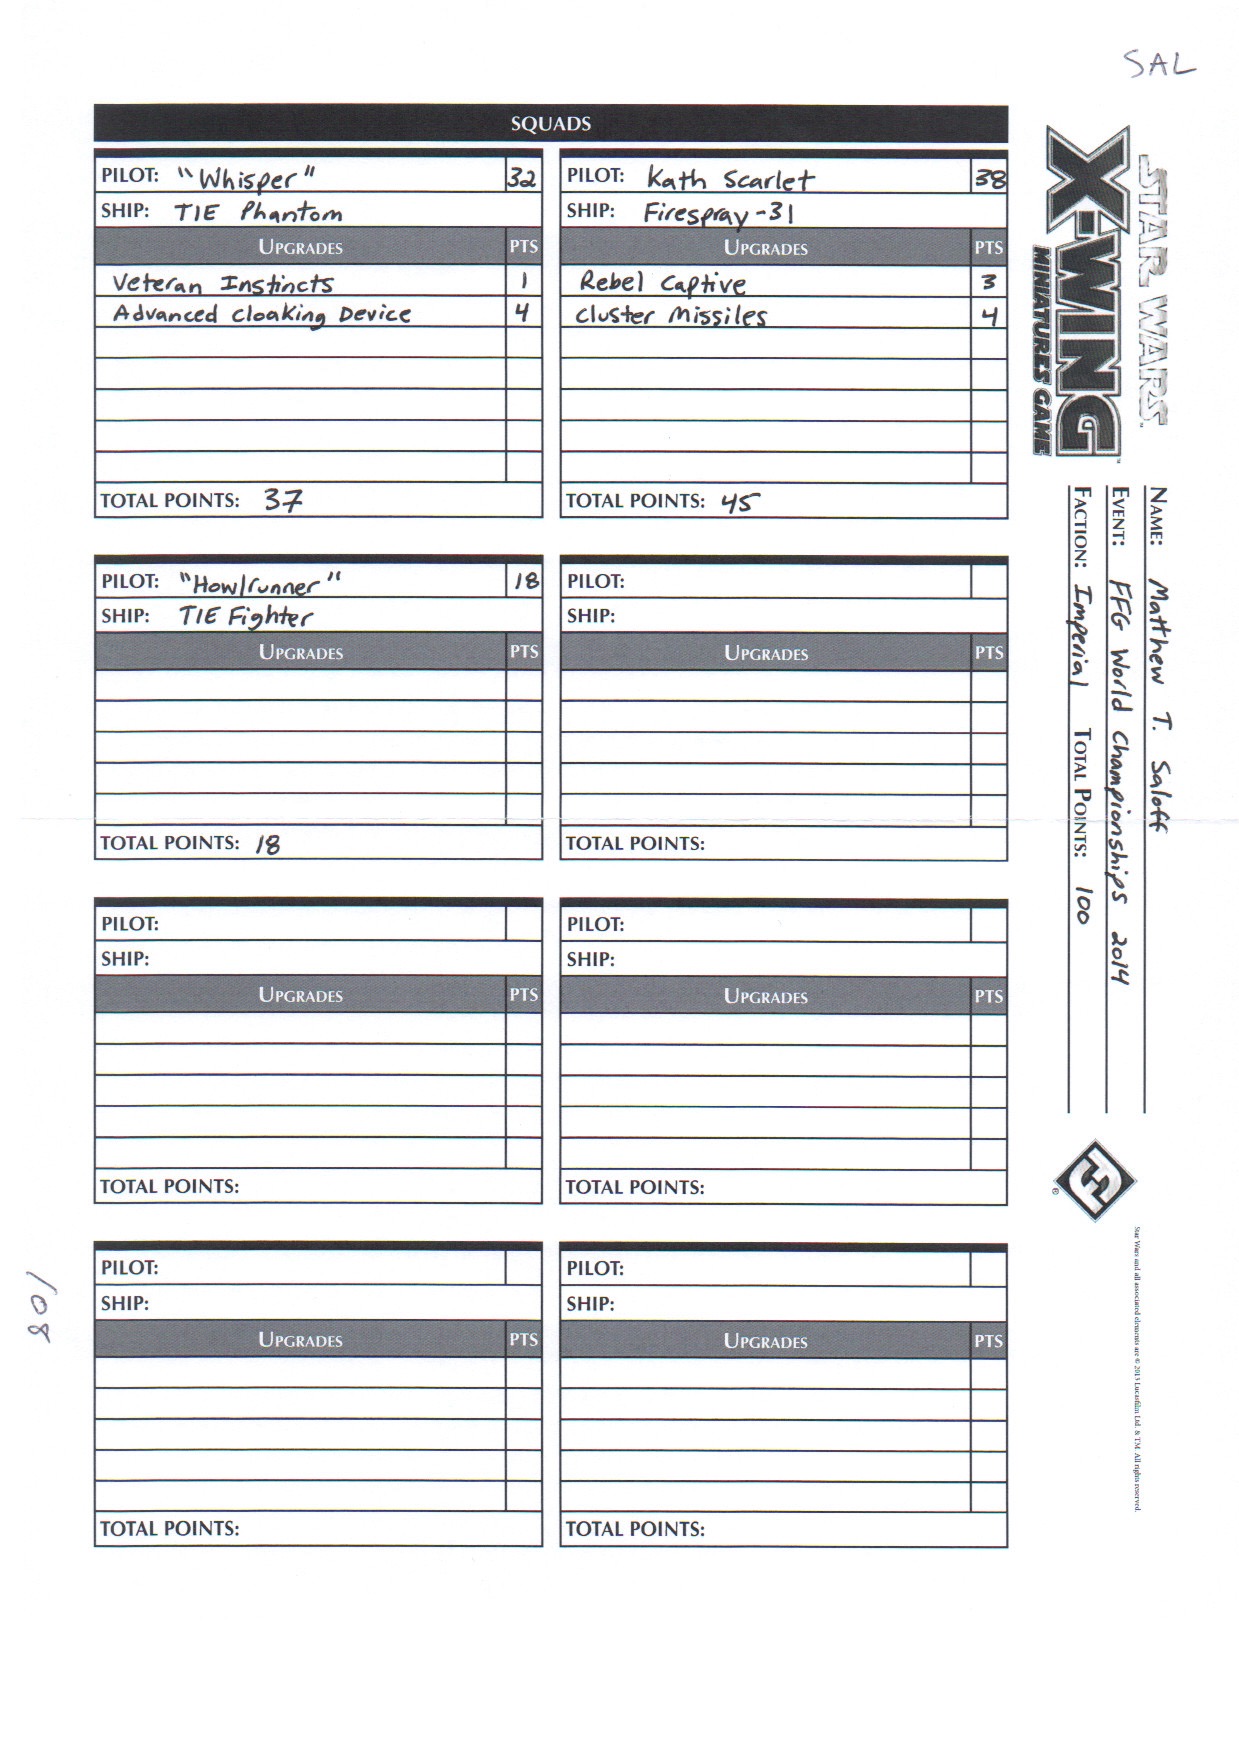 SAL
SQUADS
PILOT: "Whisper" 32
SHIP: TIE Phantom
UPGRADES PTS
Veteran Instincts 1
Advanced Cloaking Device 4
TOTAL POINTS: 37
PILOT: Kath Scarlet 38
SHIP: Firespray-31
UPGRADES PTS
Rebel Captive 3
Cluster Missiles 4
TOTAL POINTS: 45
PILOT: "Howlrunner" 18
SHIP: TIE Fighter
UPGRADES PTS
TOTAL POINTS: 18
PILOT:
SHIP:
UPGRADES PTS
TOTAL POINTS:
PILOT:
SHIP:
UPGRADES PTS
TOTAL POINTS:
PILOT:
SHIP:
UPGRADES PTS
TOTAL POINTS:
PILOT:
SHIP:
UPGRADES PTS
TOTAL POINTS:
PILOT:
SHIP:
UPGRADES PTS
TOTAL POINTS:
STAR WARS™
X-WING™
MINIATURES GAME
NAME: Matthew T. Saloff
EVENT: FFG World Championships 2014
FACTION: Imperial TOTAL POINTS: 100
®
Star Wars and all associated elements are © 2013 Lucasfilm Ltd. & TM. All rights reserved.
108